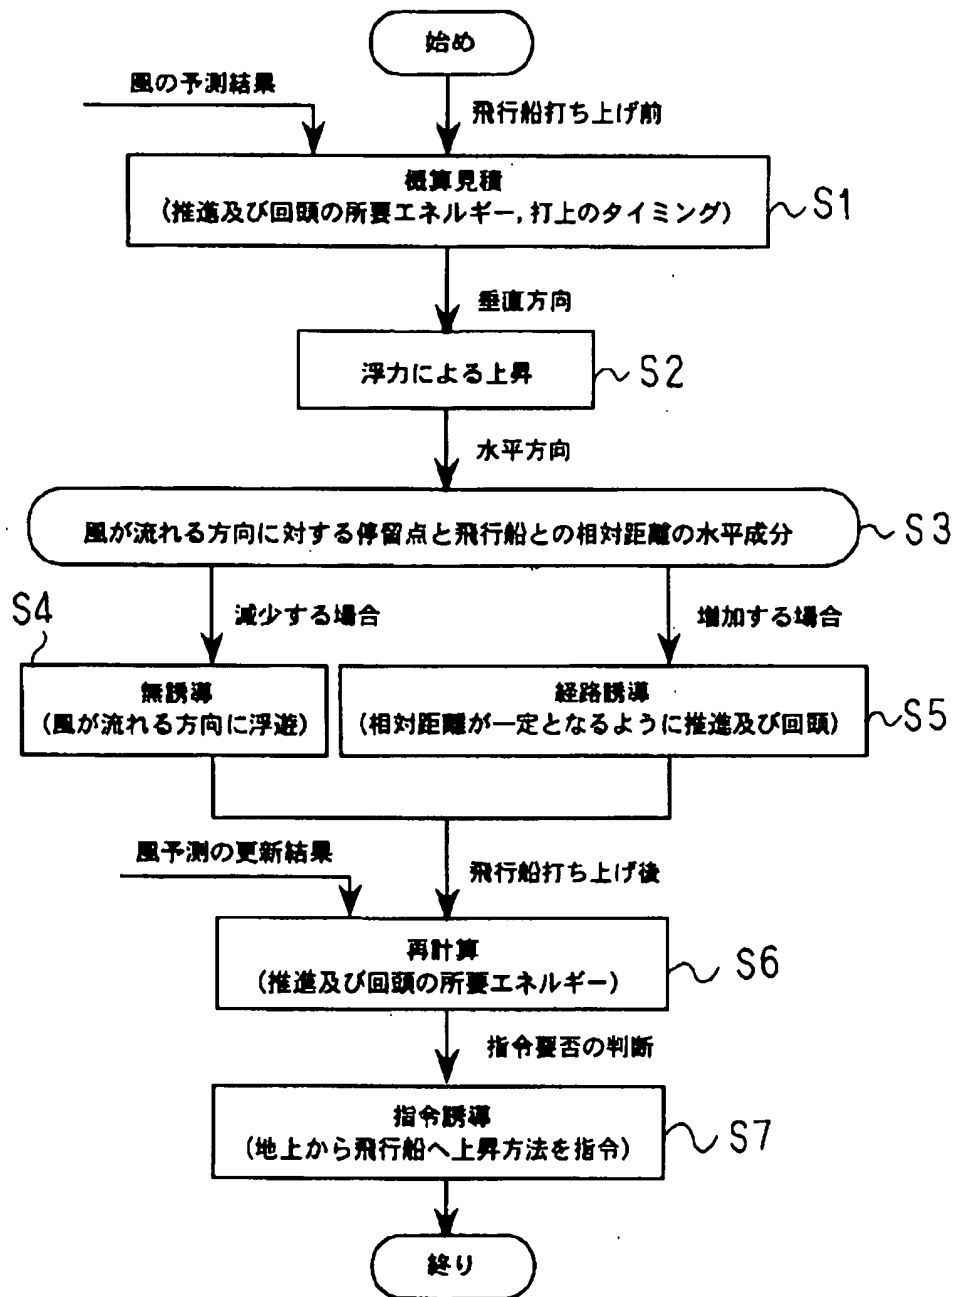 始め
風の予測結果
飛行船打ち上げ前
概算見積
(推進及び回頭の所要エネルギー,打上のタイミング)
S1
垂直方向
浮力による上昇
S2
水平方向
風が流れる方向に対する停留点と飛行船との相対距離の水平成分
S3
S4
減少する場合
増加する場合
無誘導
(風が流れる方向に浮遊)
経路誘導
(相対距離が一定となるように推進及び回頭)
S5
風予測の更新結果
飛行船打ち上げ後
再計算
(推進及び回頭の所要エネルギー)
S6
指令要否の判断
指令誘導
(地上から飛行船へ上昇方法を指令)
S7
終り